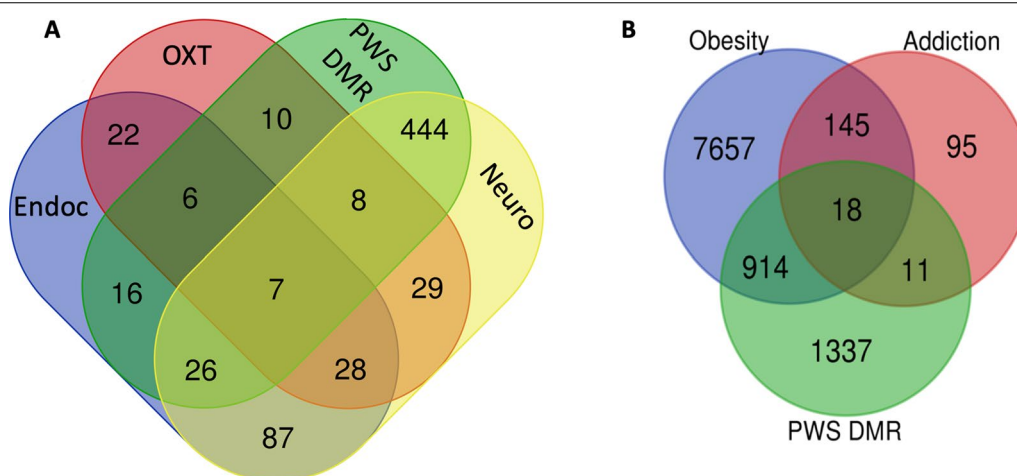 A
OXT
PWS
DMR
22
10
444
Endoc
6
8
Neuro
16
7
29
26
28
87
B
Obesity
Addiction
7657
145
95
18
914
11
1337
PWS DMR